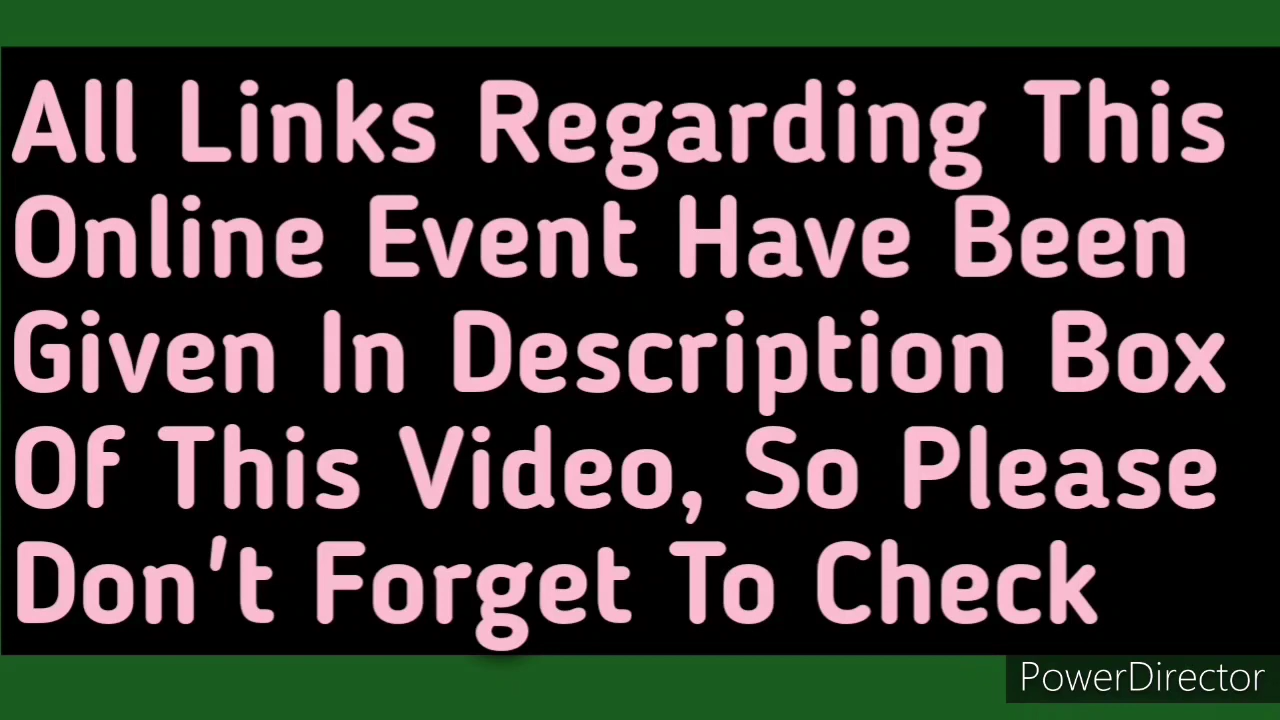 All Links Regarding This
Online Event Have Been
Given In Description Box
Of This Video, So Please
Don't Forget To Check
PowerDirector